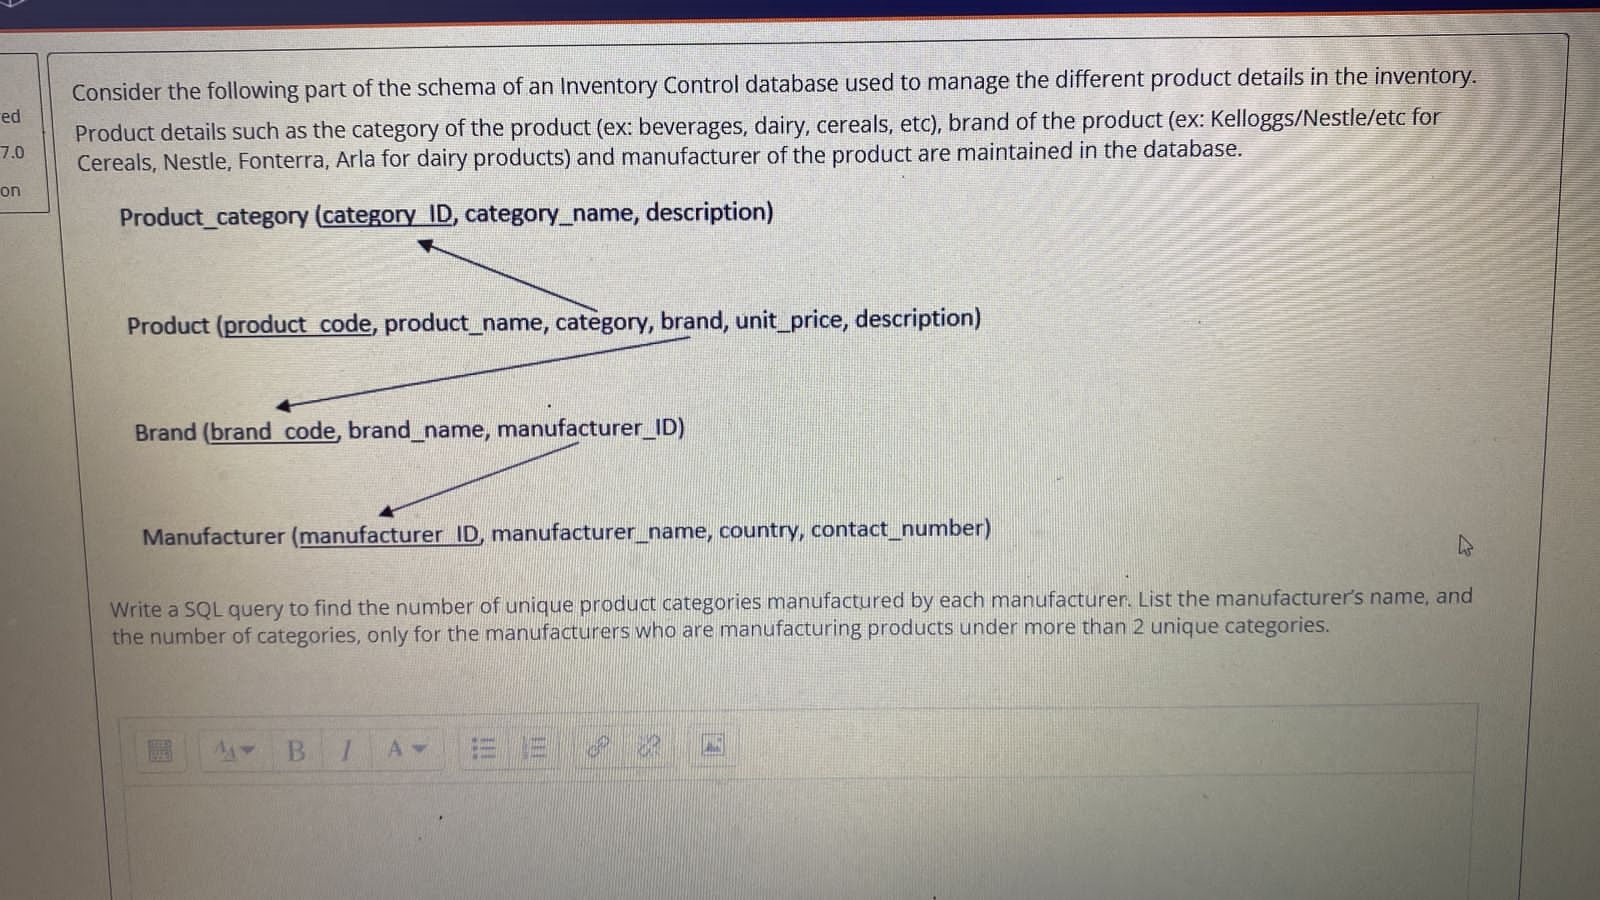 Consider the following part of the schema of an Inventory Control database used to manage the different product details in the inventory.
ed
Product details such as the category of the product (ex: beverages, dairy, cereals, etc), brand of the product (ex: Kelloggs/Nestle/etc for
7.0
Cereals, Nestle, Fonterra, Arla for dairy products) and manufacturer of the product are maintained in the database.
on
Product_category (category_ID, category_name, description)
Product (product_code, product_name, category, brand, unit_price, description)
Brand (brand_code, brand_name, manufacturer_ID)
Manufacturer (manufacturer_ID, manufacturer_name, country, contact_number)
Write a SQL query to find the number of unique product categories manufactured by each manufacturer. List the manufacturer's name, and
the number of categories, only for the manufacturers who are manufacturing products under more than 2 unique categories.
B I A